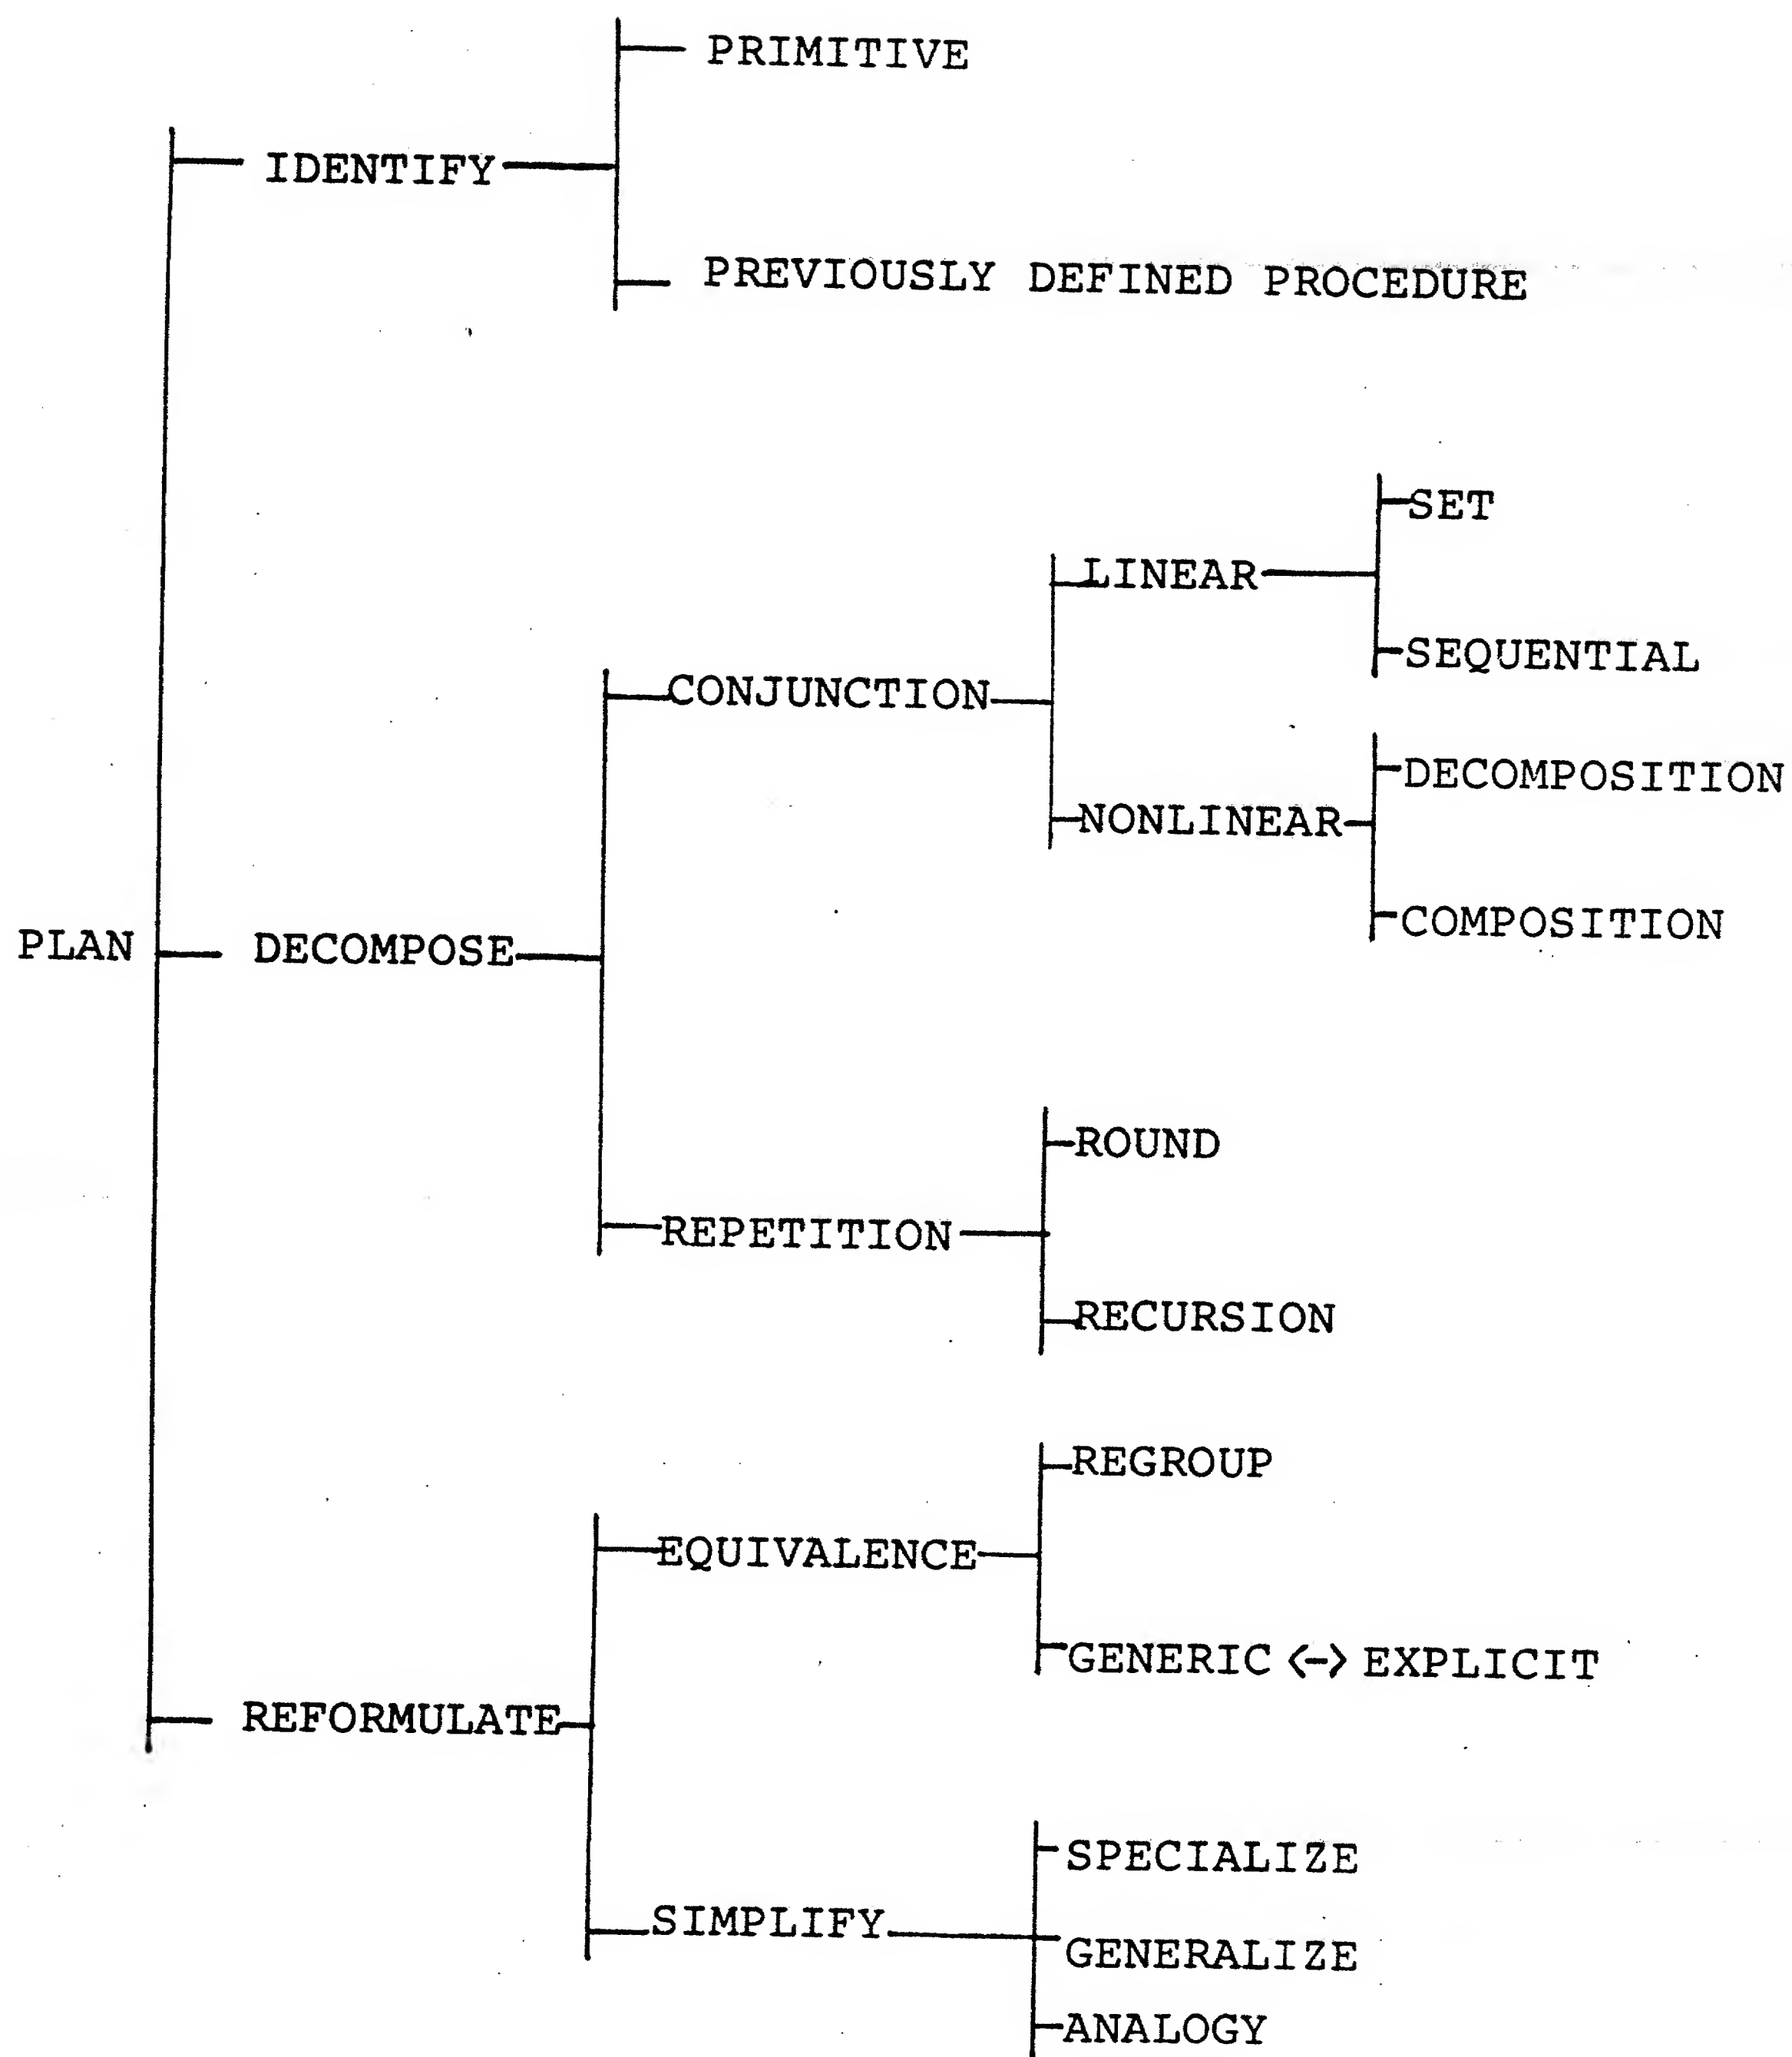 PRIMITIVE
IDENTIFY
PREVIOUSLY DEFINED PROCEDURE
SET
LINEAR
SEQUENTIAL
CONJUNCTION
DECOMPOSITION
NONLINEAR
COMPOSITION
PLAN
DECOMPOSE
ROUND
REPETITION
RECURSION
REGROUP
EQUIVALENCE
GENERIC <-> EXPLICIT
REFORMULATE
SPECIALIZE
SIMPLIFY
GENERALIZE
ANALOGY